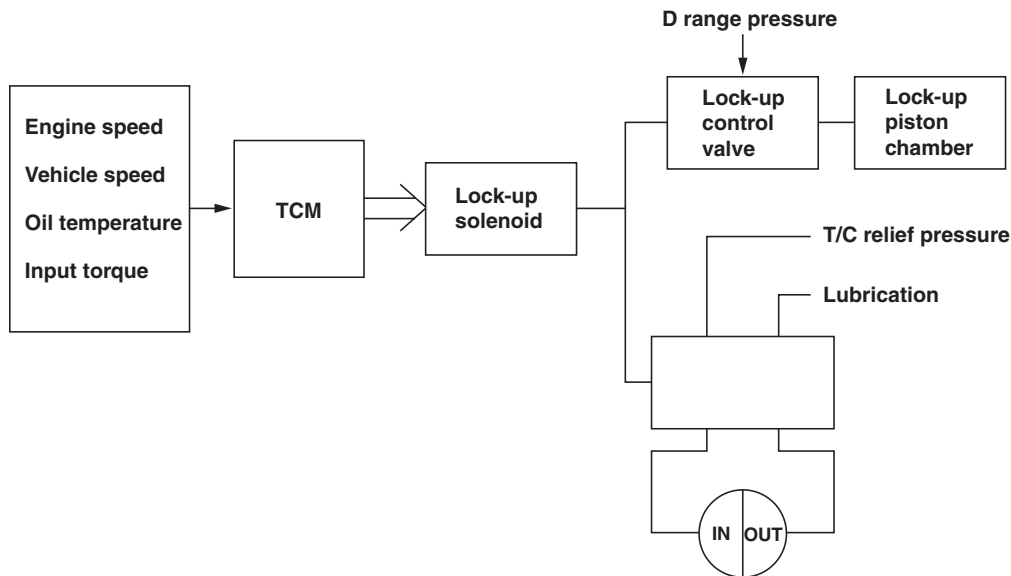 D range pressure
Engine speed
Vehicle speed
Oil temperature
Input torque
TCM
Lock-up
solenoid
Lock-up
control
valve
Lock-up
piston
chamber
T/C relief pressure
Lubrication
IN
OUT